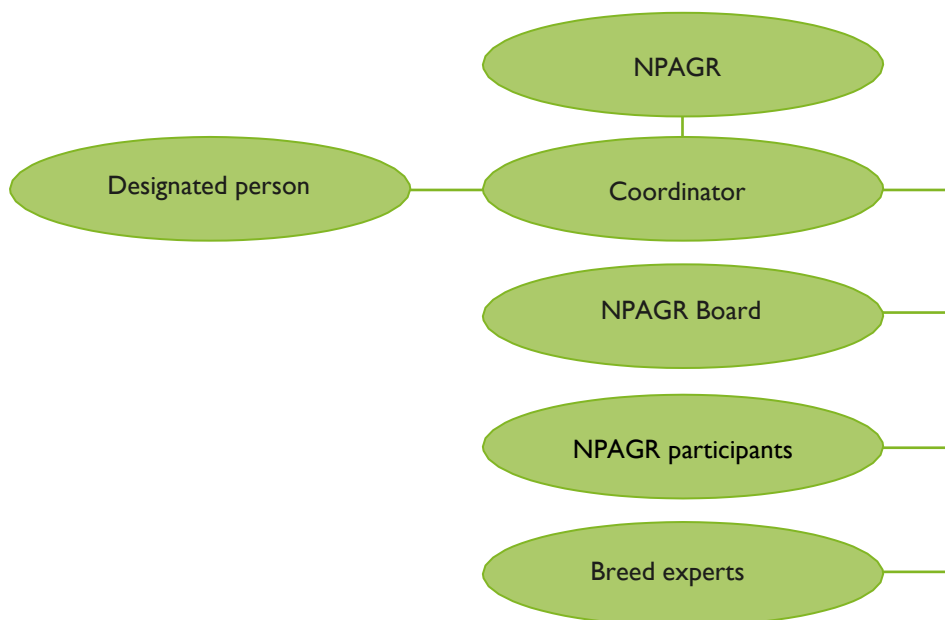 NPAGR
Designated person
Coordinator
NPAGR Board
NPAGR participants
Breed experts